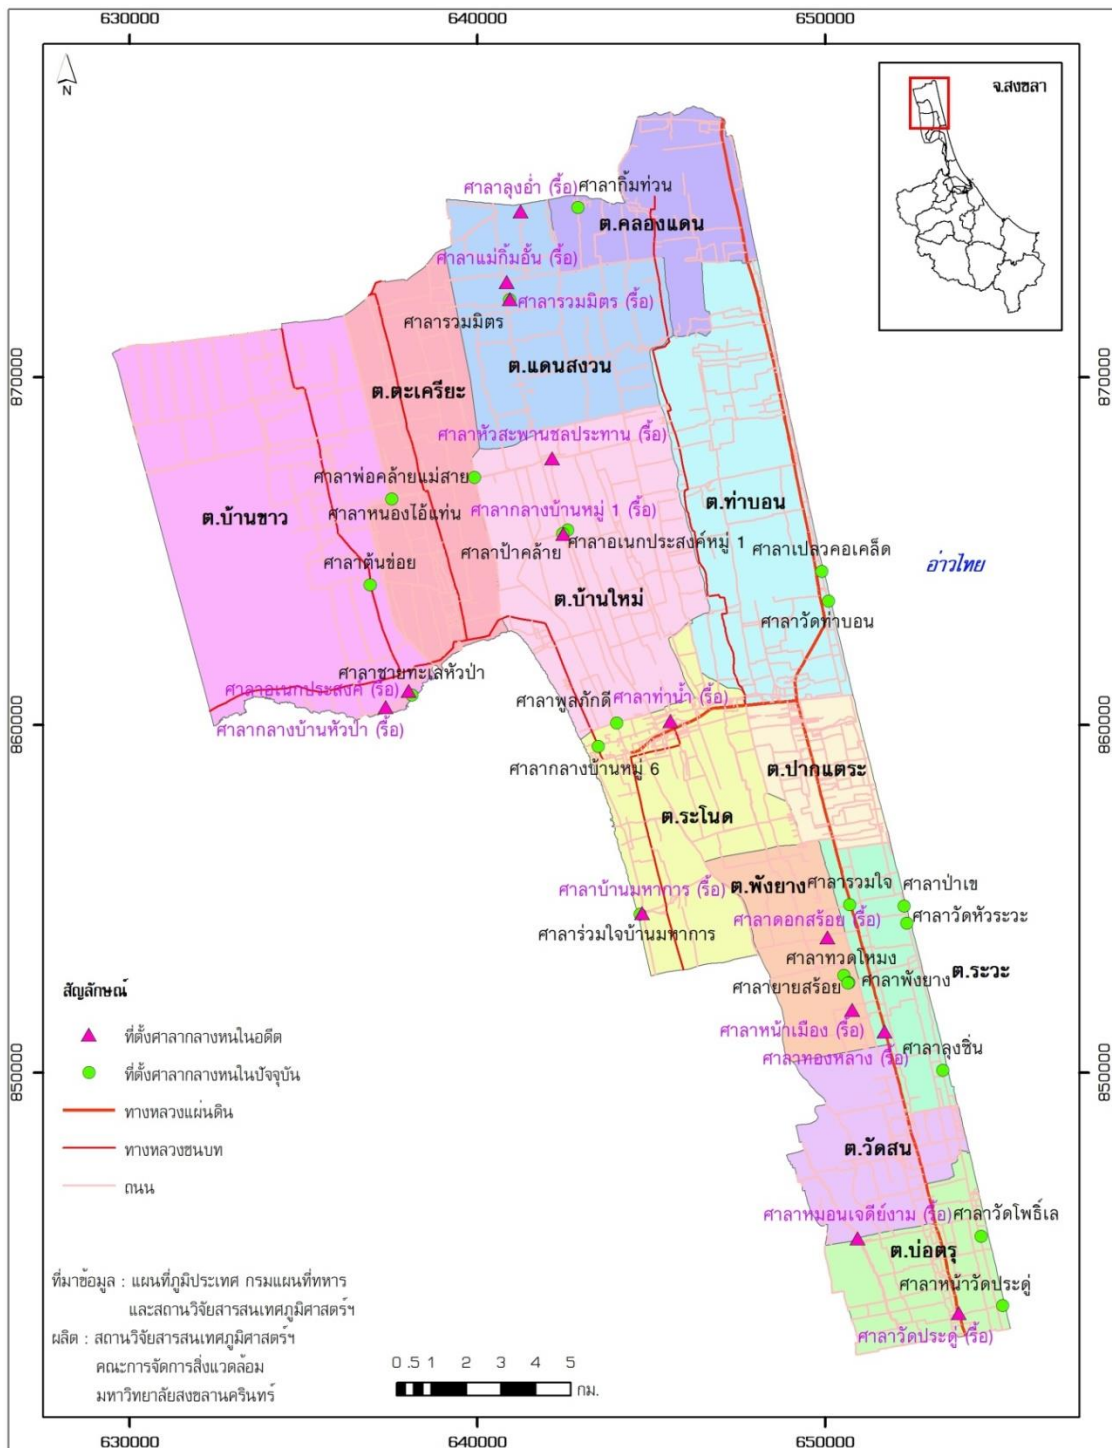 630000
640000
650000
N
จ.สงขลา
ศาลาลุงอ่ำ (รื้อ)
ศาลากิ้มท่วน
ต.คลองแดน
ศาลาแม่กิ้มอั้น (รื้อ)
ศาลารวมมิตร (รื้อ)
ศาลารวมมิตร
ต.แดนสงวน
870000
870000
ต.ตะเครียะ
ศาลาหัวสะพานชลประทาน (รื้อ)
ศาลาพ่อคล้ายแม่สาย
ต.ท่าบอน
ศาลาหนองไอ้แท่น
ศาลากลางบ้านหมู่ 1 (รื้อ)
ต.บ้านขาว
ศาลาอเนกประสงค์หมู่ 1
ศาลาป้าคล้าย
ศาลาเปลวคอเคล็ด
ศาลาต้นข่อย
อ่าวไทย
ต.บ้านใหม่
ศาลาวัดท่าบอน
ศาลาชายทะเลหัวป่า
ศาลาอเนกประสงค์ (รื้อ)
ศาลาพูลภักดี
ศาลาท่าน้ำ (รื้อ)
860000
860000
ศาลากลางบ้านหัวป่า (รื้อ)
ศาลากลางบ้านหมู่ 6
ต.ปากแตระ
ต.ระโนด
ศาลาบ้านมหาการ (รื้อ)
ต.พังยาง
ศาลารวมใจ
ศาลาป่าเข
ศาลาดอกสร้อย (รื้อ)
ศาลาวัดหัวระวะ
ศาลาร่วมใจบ้านมหาการ
ศาลาทวดโหมง
ต.ระวะ
ศาลายายสร้อย
ศาลาพังยาง
ศาลาหน้าเมือง (รื้อ)
ศาลาลุงชิ่น
ศาลาทองหลาง (รื้อ)
850000
850000
ต.วัดสน
ศาลาหมอนเจดีย์งาม (รื้อ)
ศาลาวัดโพธิ์เล
ต.บ่อตรุ
ศาลาหน้าวัดประดู่
ศาลาวัดประดู่ (รื้อ)
สัญลักษณ์
ที่ตั้งศาลากลางหนในอดีต
ที่ตั้งศาลากลางหนในปัจจุบัน
ทางหลวงแผ่นดิน
ทางหลวงชนบท
ถนน
ที่มาข้อมูล : แผนที่ภูมิประเทศ กรมแผนที่ทหาร
และสถานวิจัยสารสนเทศภูมิศาสตร์ฯ
ผลิต : สถานวิจัยสารสนเทศภูมิศาสตร์ฯ
คณะการจัดการสิ่งแวดล้อม
มหาวิทยาลัยสงขลานครินทร์
0 .5 1 2 3 4 5
กม.
630000
640000
650000